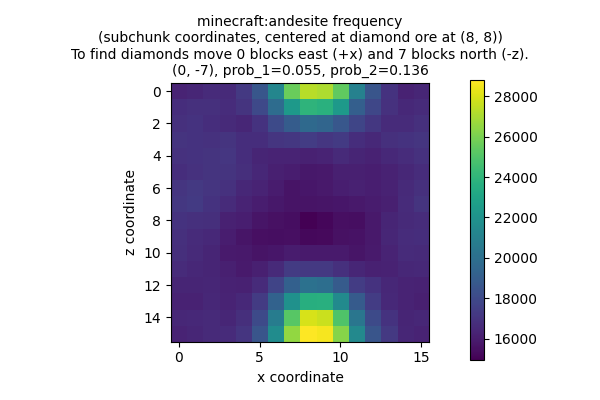 minecraft:andesite frequency
(subchunk coordinates, centered at diamond ore at (8, 8))
To find diamonds move 0 blocks east (+x) and 7 blocks north (-z).
(0, -7), prob_1=0.055, prob_2=0.136
0
2
4
6
8
10
12
14
z coordinate
0 5 10 15
x coordinate
28000
26000
24000
22000
20000
18000
16000